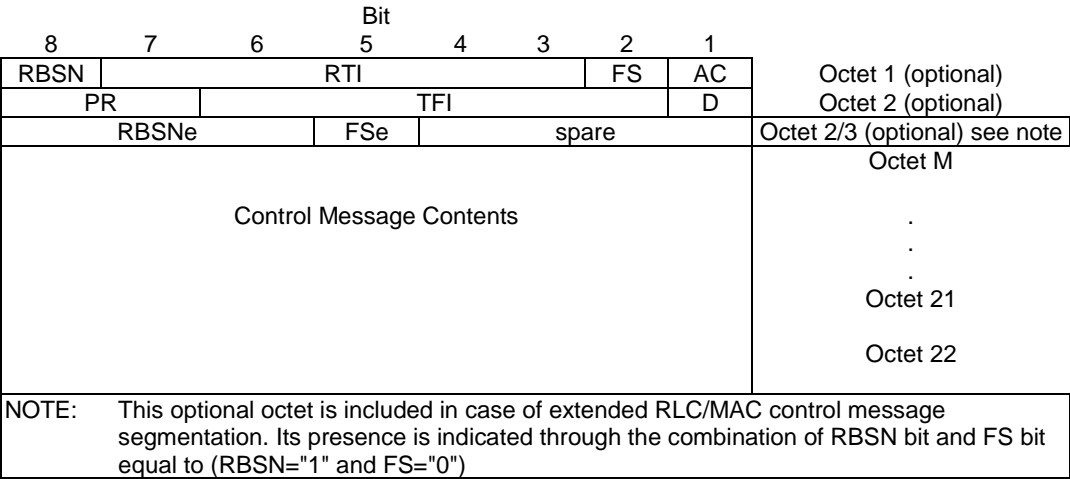 Bit
8 7 6 5 4 3 2 1
RBSN RTI FS AC Octet 1 (optional)
PR TFI D Octet 2 (optional)
RBSNe FSe spare Octet 2/3 (optional) see note
Octet M
Control Message Contents .
.
.
Octet 21
Octet 22
NOTE: This optional octet is included in case of extended RLC/MAC control message
segmentation. Its presence is indicated through the combination of RBSN bit and FS bit
equal to (RBSN="1" and FS="0")